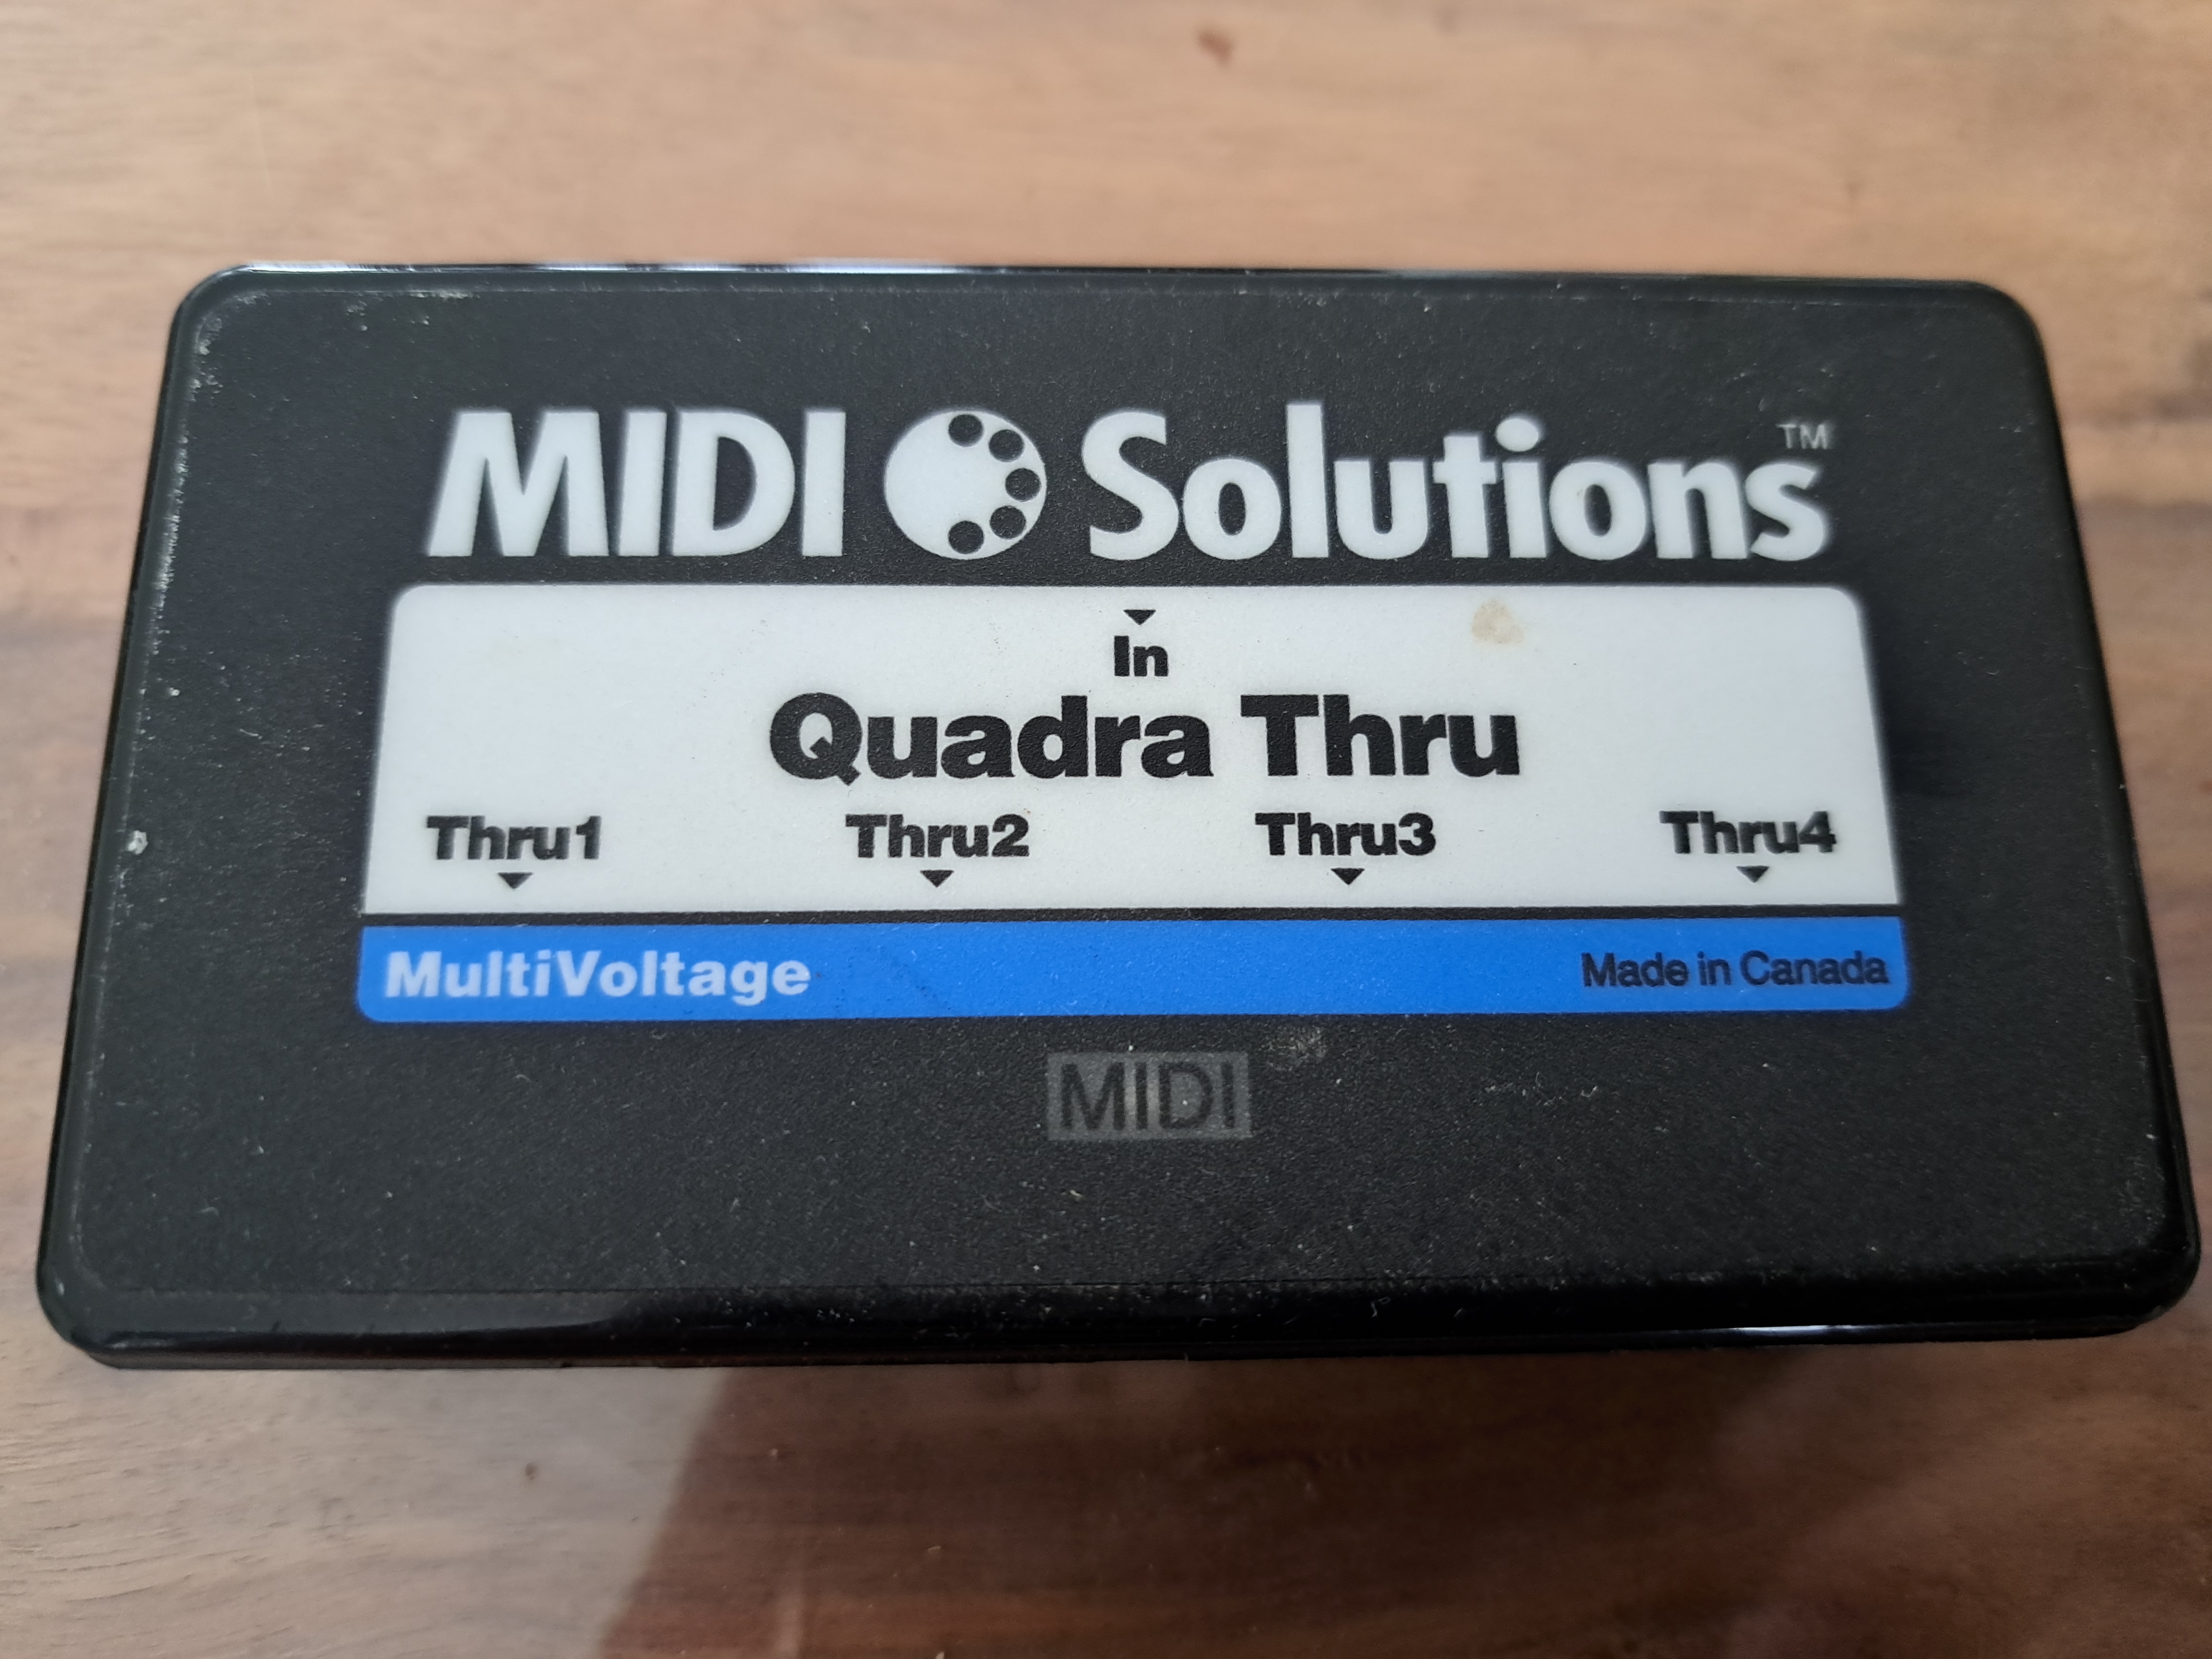 MIDI Solutions™
In
Quadra Thru
Thru1 Thru2 Thru3 Thru4
MultiVoltage Made in Canada
MIDI